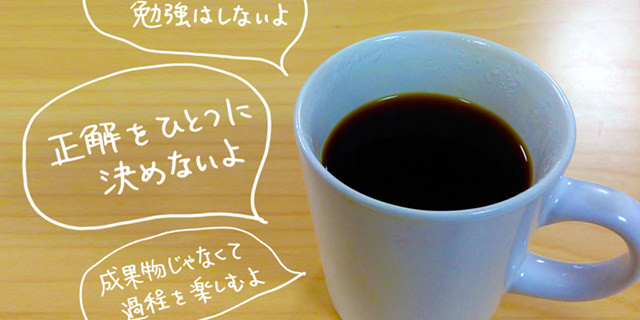 勉強はしないよ
正解をひとつに
決めないよ
成果物じゃなくて
過程を楽しむよ